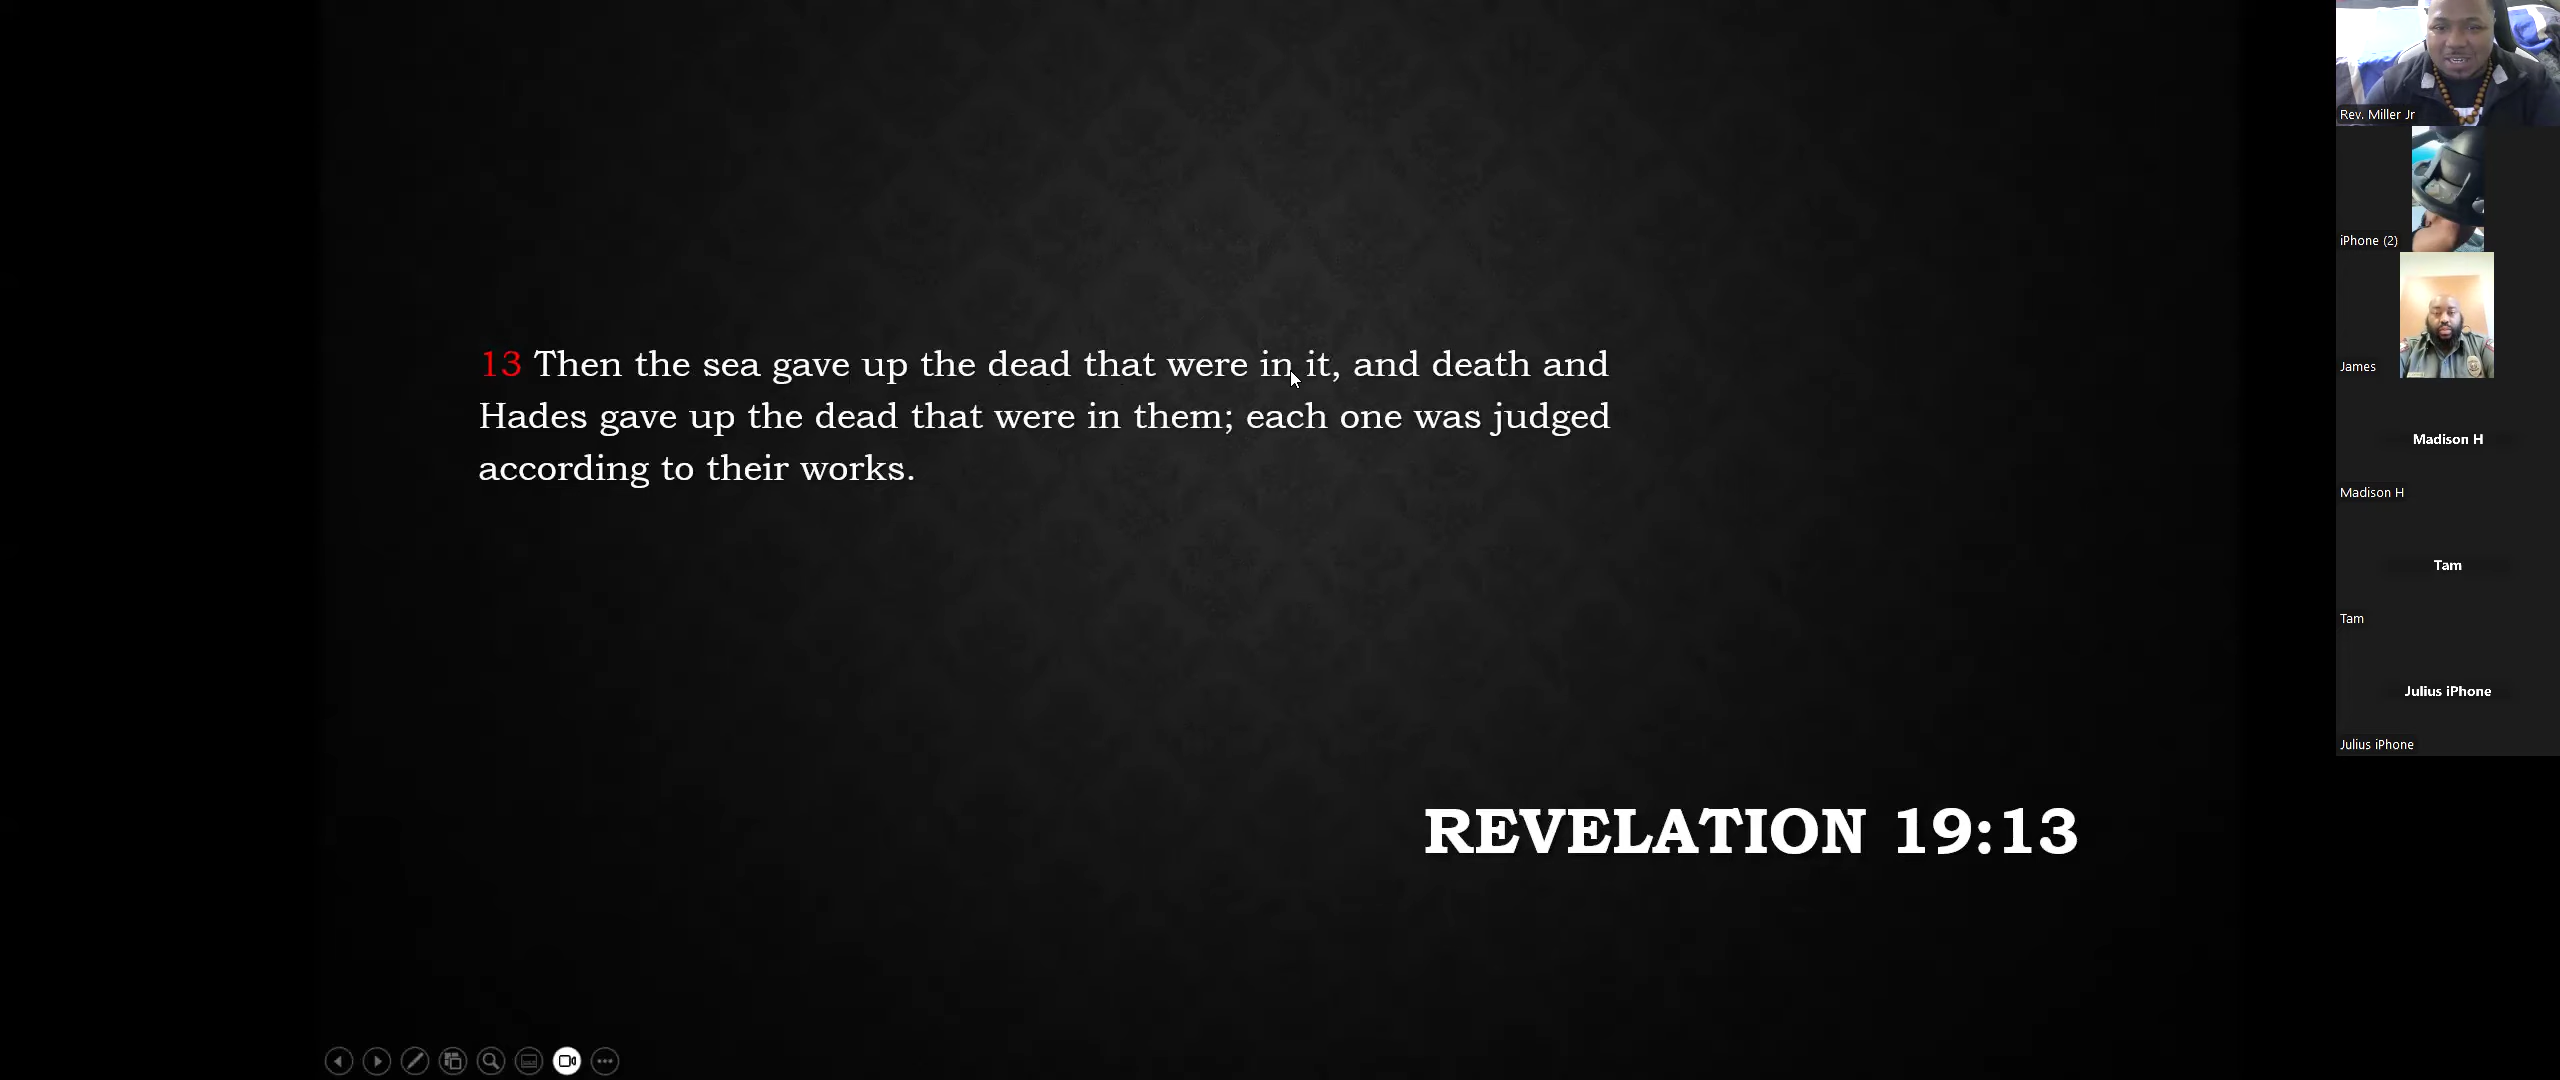 13 Then the sea gave up the dead that were in it, and death and
Hades gave up the dead that were in them; each one was judged
according to their works.
REVELATION 19:13
Rev. Miller Jr
iPhone (2)
James
Madison H
Madison H
Tam
Tam
Julius iPhone
Julius iPhone